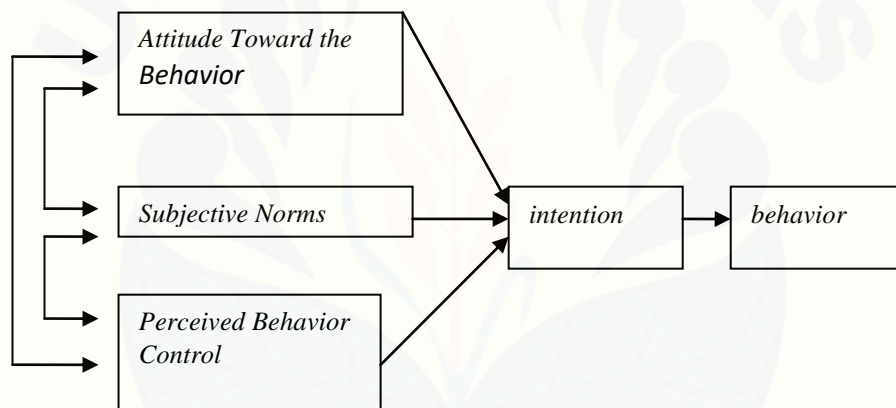 Attitude Toward the
Behavior
Subjective Norms
intention
behavior
Perceived Behavior
Control